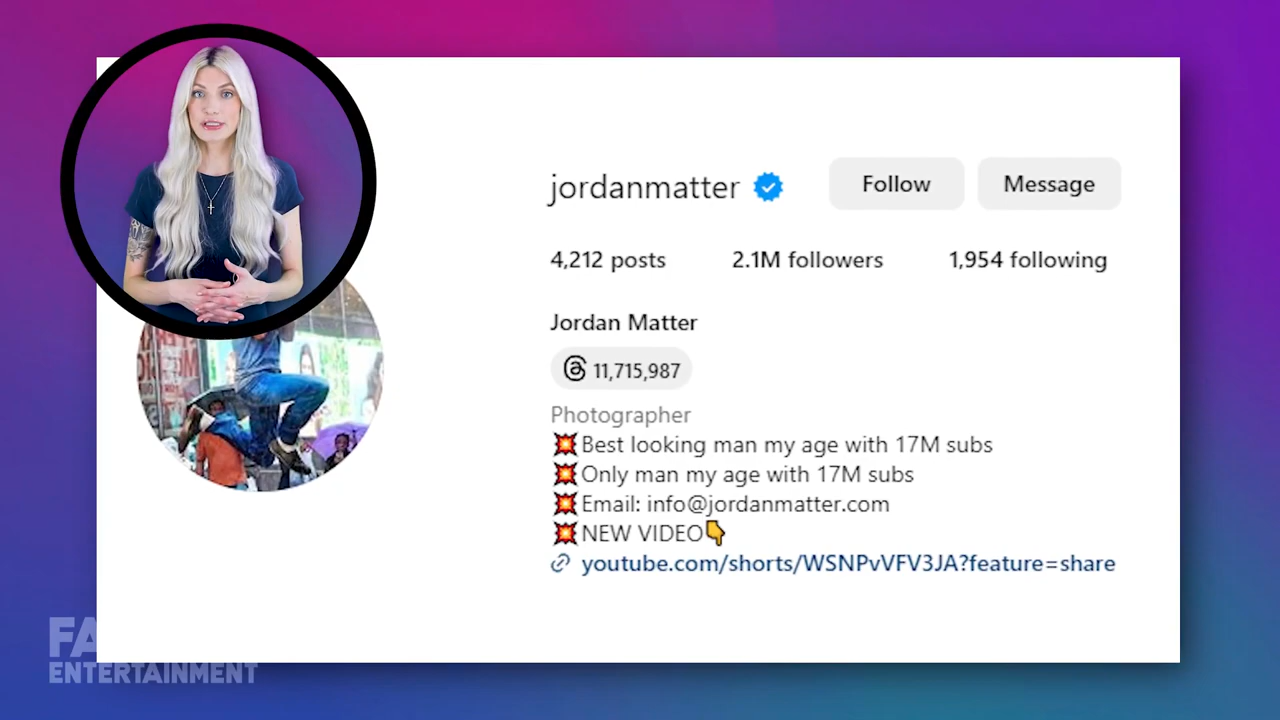 jordanmatter
Follow
Message
4,212 posts
2.1M followers
1,954 following
Jordan Matter
11,715,987
Photographer
💥Best looking man my age with 17M subs
💥Only man my age with 17M subs
💥Email: info@jordanmatter.com
💥NEW VIDEO👇
youtube.com/shorts/WSNPvVFV3JA?feature=share
ENTERTAINMENT